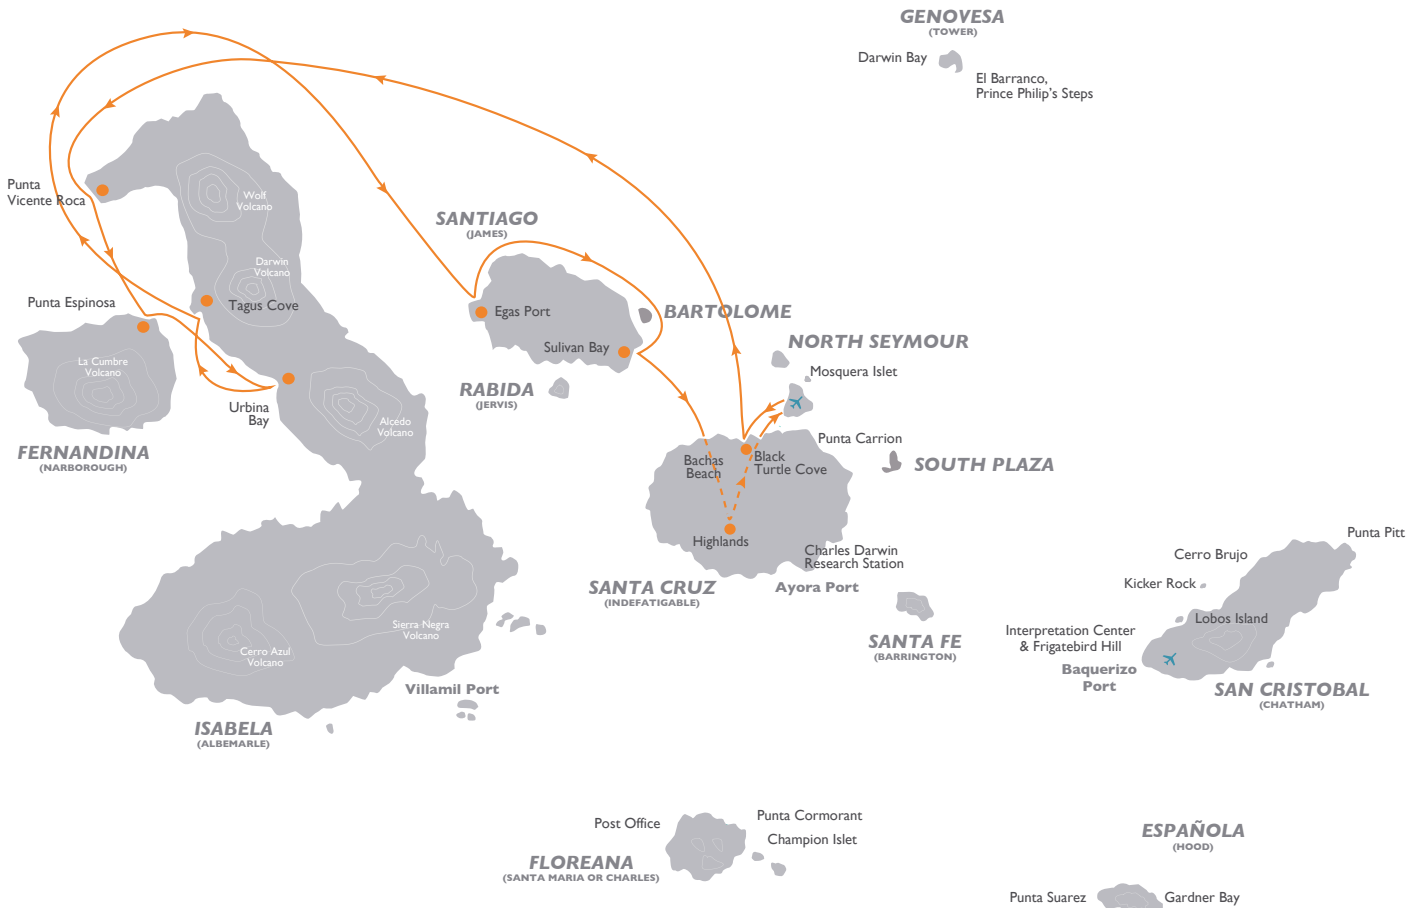 GENOVESA
(TOWER)
Darwin Bay
El Barranco,
Prince Philip's Steps
Punta
Vicente Roca
Wolf
Volcano
SANTIAGO
(JAMES)
Darwin
Volcano
Punta Espinosa
Tagus Cove
Egas Port
BARTOLOME
Sulivan Bay
NORTH SEYMOUR
La Cumbre
Volcano
Mosquera Islet
RABIDA
(JERVIS)
Urbina
Bay
Alcedo
Volcano
FERNANDINA
(NARBOROUGH)
Punta Carrion
Bachas
Beach
Black
Turtle Cove
SOUTH PLAZA
Highlands
Charles Darwin
Research Station
Punta Pitt
Cerro Brujo
SANTA CRUZ
(INDEFATIGABLE)
Ayora Port
Kicker Rock
Lobos Island
Sierra Negra
Volcano
Interpretation Center
& Frigatebird Hill
SANTA FE
(BARRINGTON)
Cerro Azul
Volcano
Baquerizo
Port
Villamil Port
SAN CRISTOBAL
(CHATHAM)
ISABELA
(ALBEMARLE)
Post Office
Punta Cormorant
Champion Islet
ESPAÑOLA
(HOOD)
FLOREANA
(SANTA MARIA OR CHARLES)
Punta Suarez
Gardner Bay